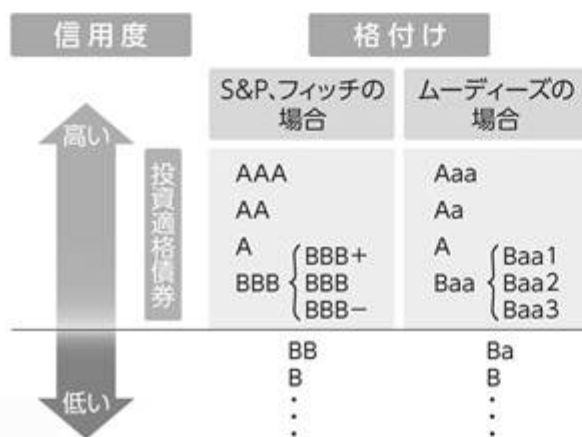 信用度
格付け
S&P、フィッチの
場合
ムーディーズの
場合
高い
投資適格債券
AAA
Aaa
AA
Aa
A
A
BBB
BBB+
BBB
BBB−
Baa
Baa1
Baa2
Baa3
BB
Ba
B
B
低い